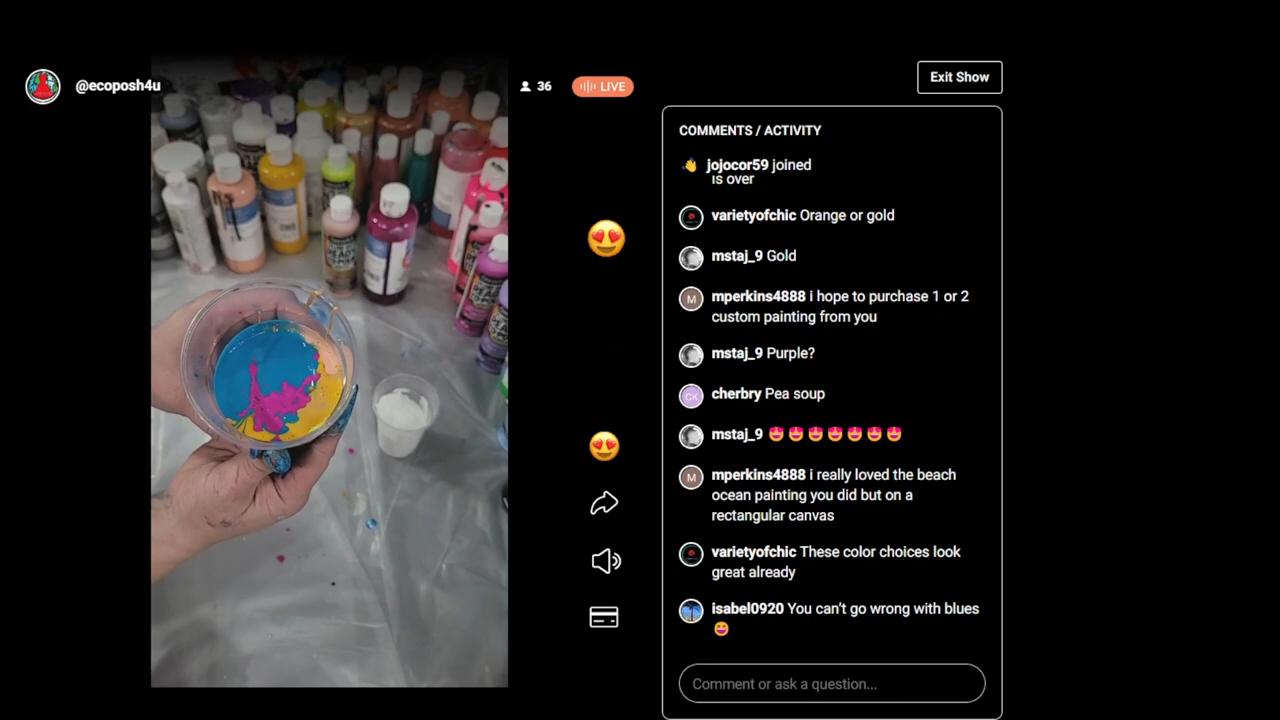 @ecoposh4u
36
LIVE
Exit Show
COMMENTS / ACTIVITY
jojocor59 joined
is over
varietyofchic Orange or gold
mstaj_9 Gold
M
mperkins4888 i hope to purchase 1 or 2
custom painting from you
mstaj_9 Purple?
CK
cherbry Pea soup
mstaj_9
M
mperkins4888 i really loved the beach
ocean painting you did but on a
rectangular canvas
varietyofchic These color choices look
great already
isabel0920 You can't go wrong with blues
Comment or ask a question...